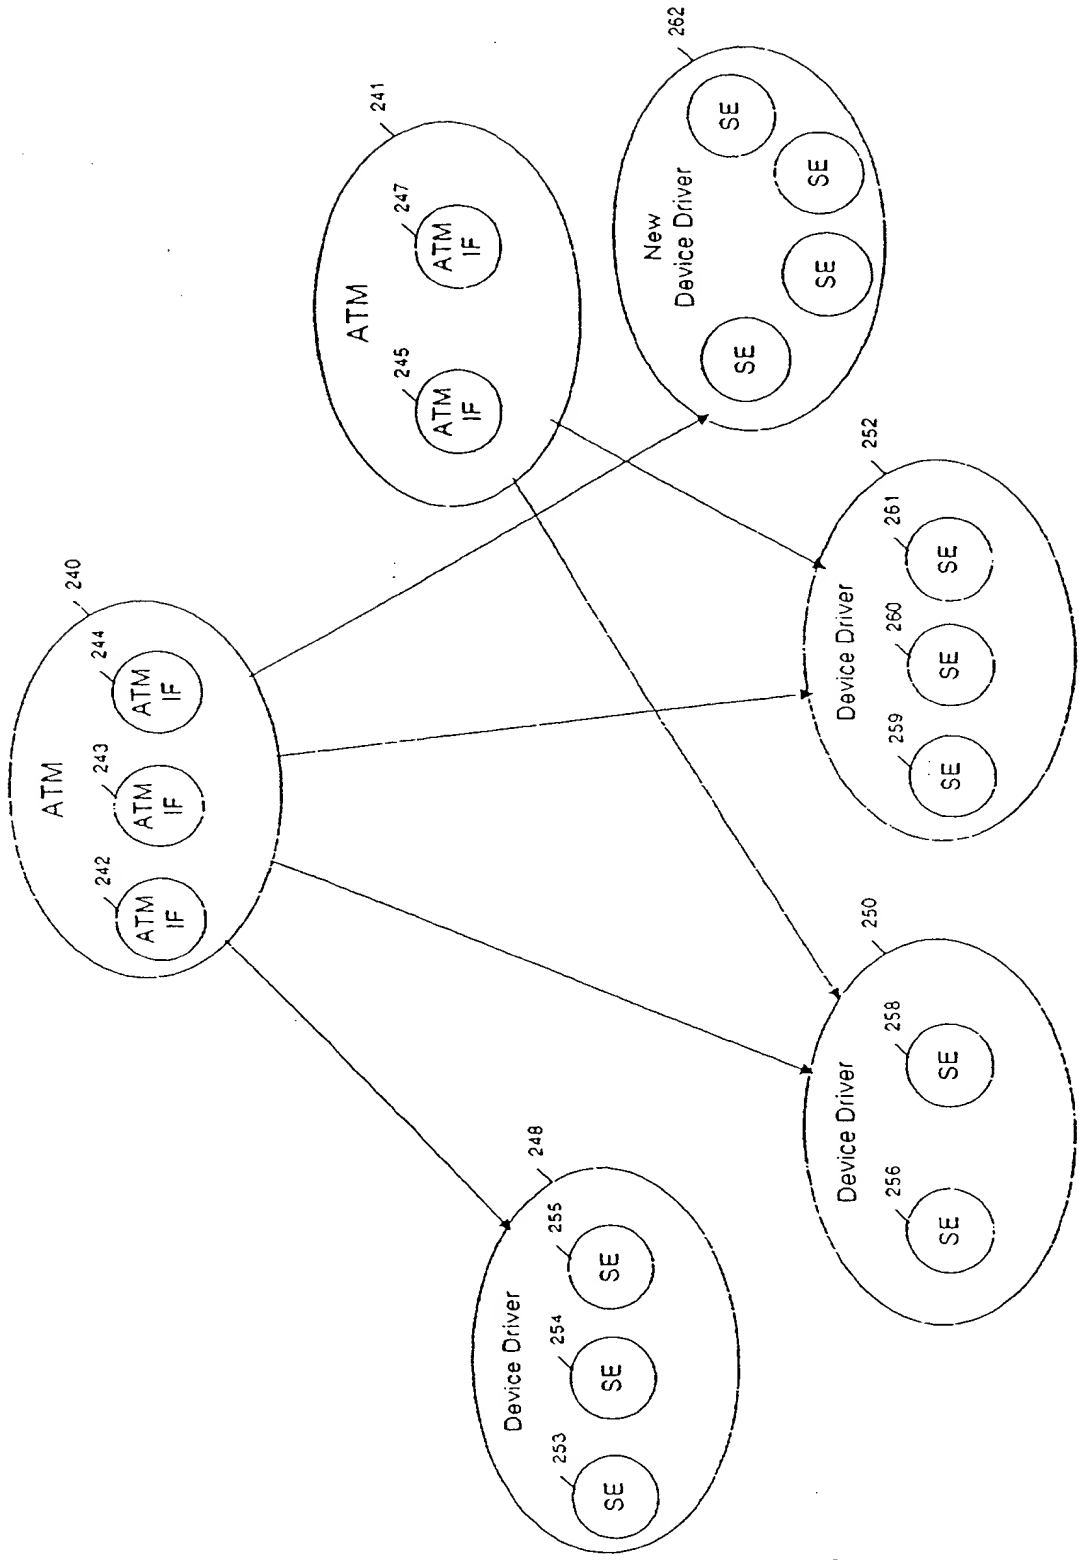 240
ATM
242
243
244
ATM
IF
ATM
IF
ATM
IF
241
ATM
245
247
ATM
IF
ATM
IF
248
Device Driver
253
254
255
SE
SE
SE
250
Device Driver
256
258
SE
SE
252
Device Driver
259
260
261
SE
SE
SE
262
New
Device Driver
SE
SE
SE
SE